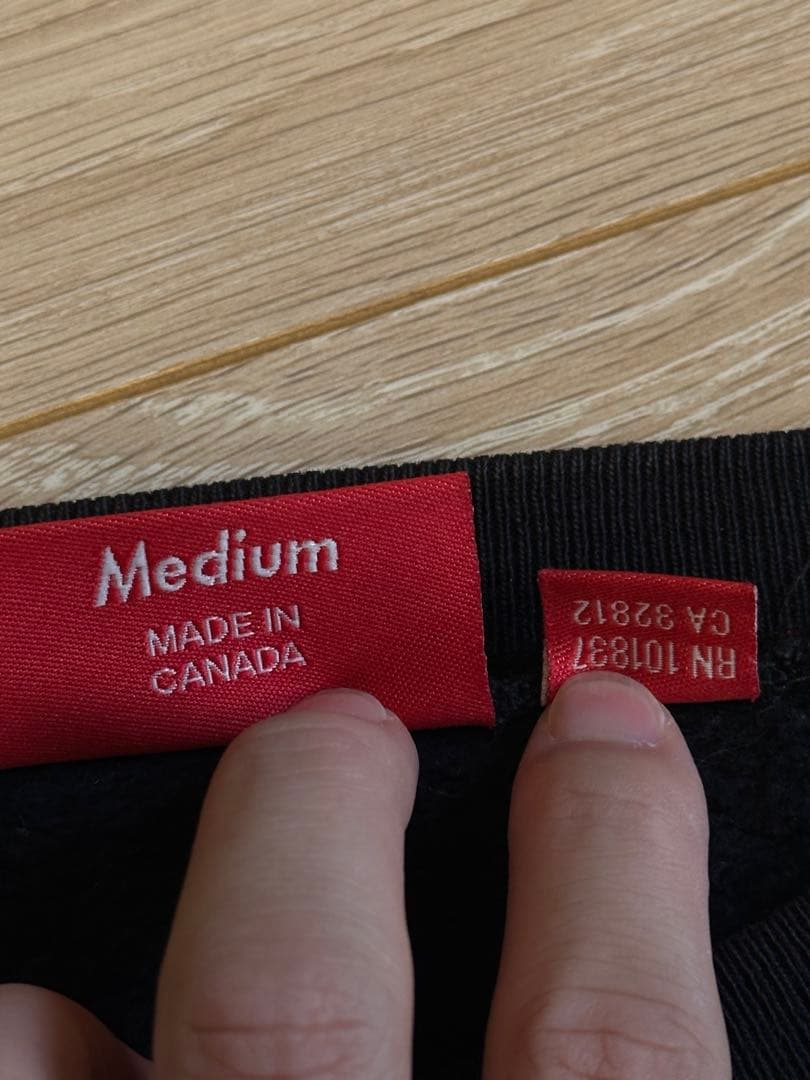 Medium
MADE IN
CANADA
RN 101837
CA 32812